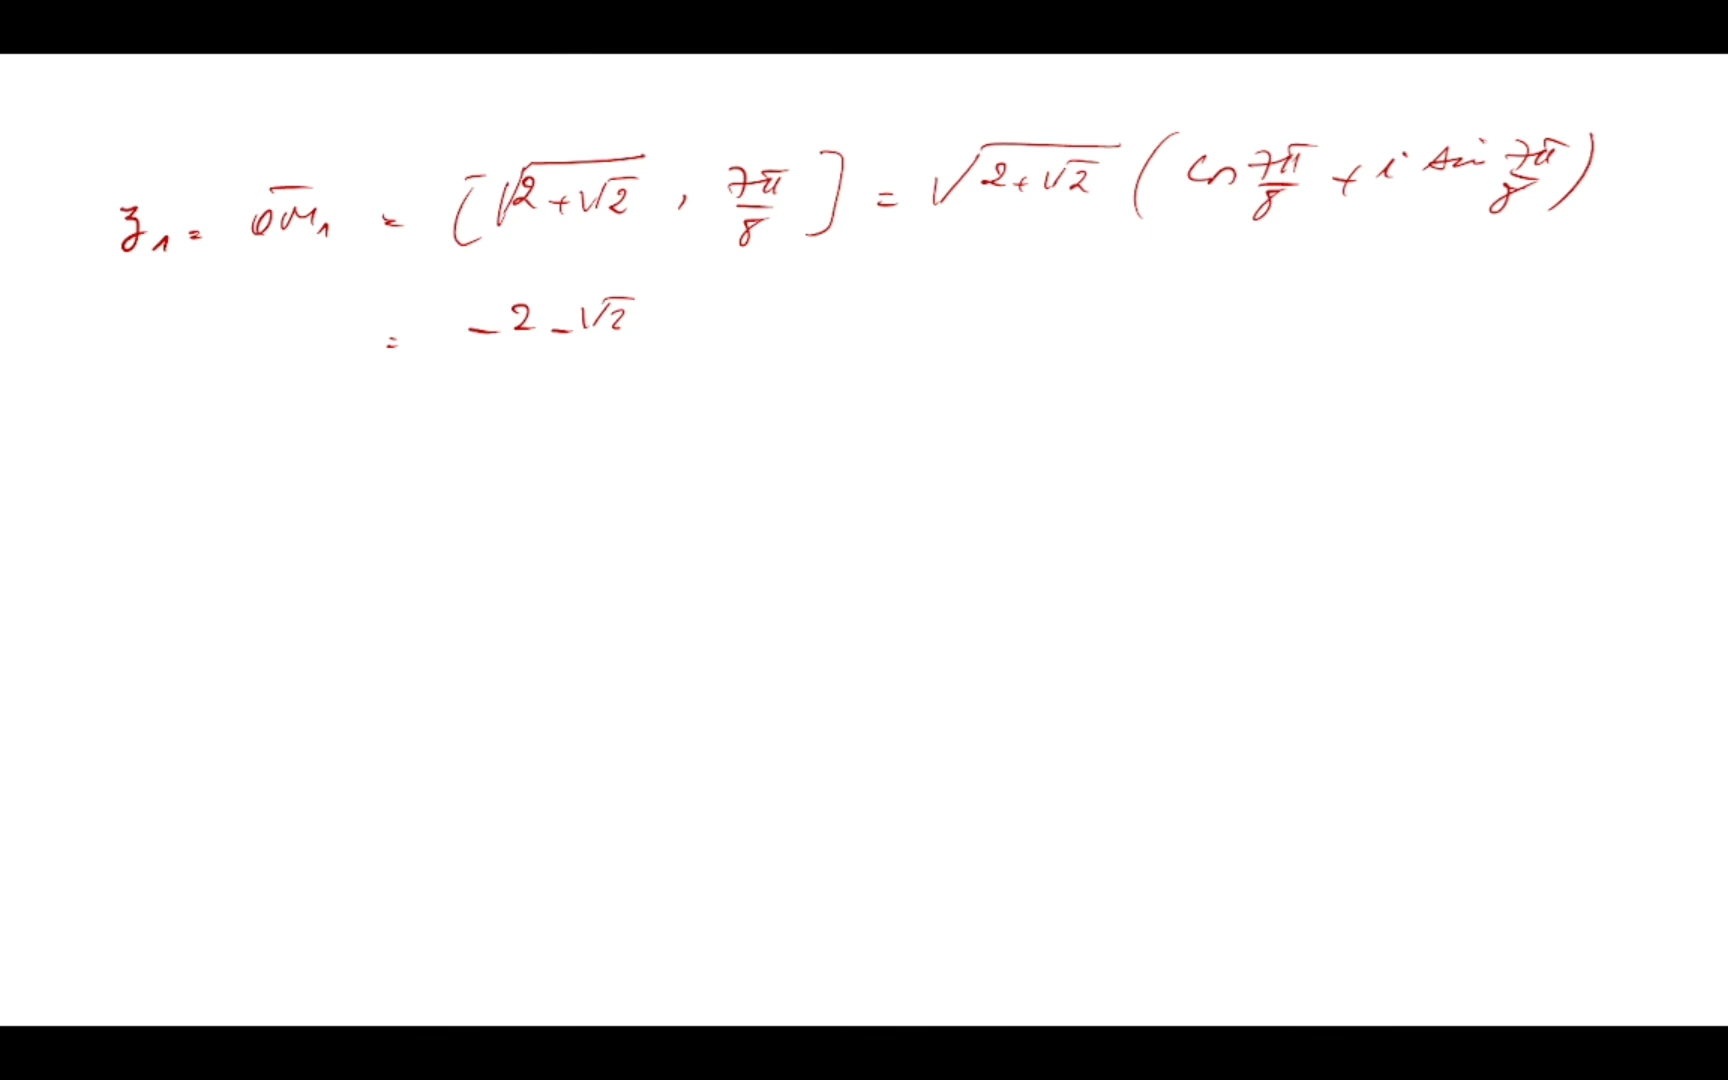 z₁ = OM₁ = [√(2+√2) , 7π/8] = √(2+√2) (cos 7π/8 + i sin 7π/8)
= -2 -√2